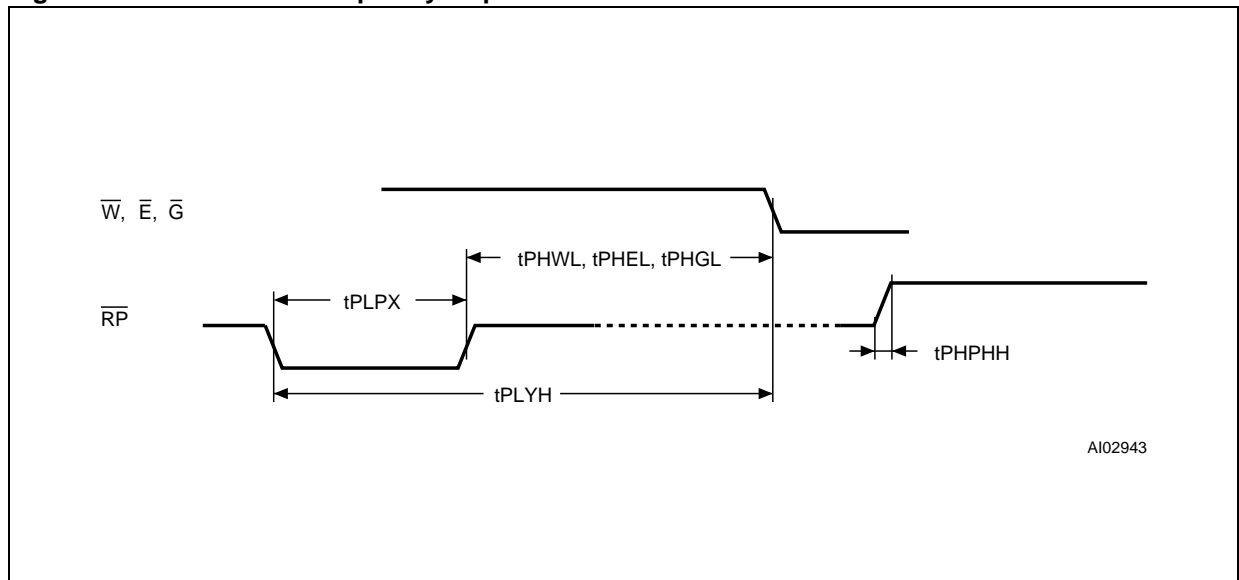 W, E, G
tPHWL, tPHEL, tPHGL
tPLPX
RP
tPHPHH
tPLYH
AI02943